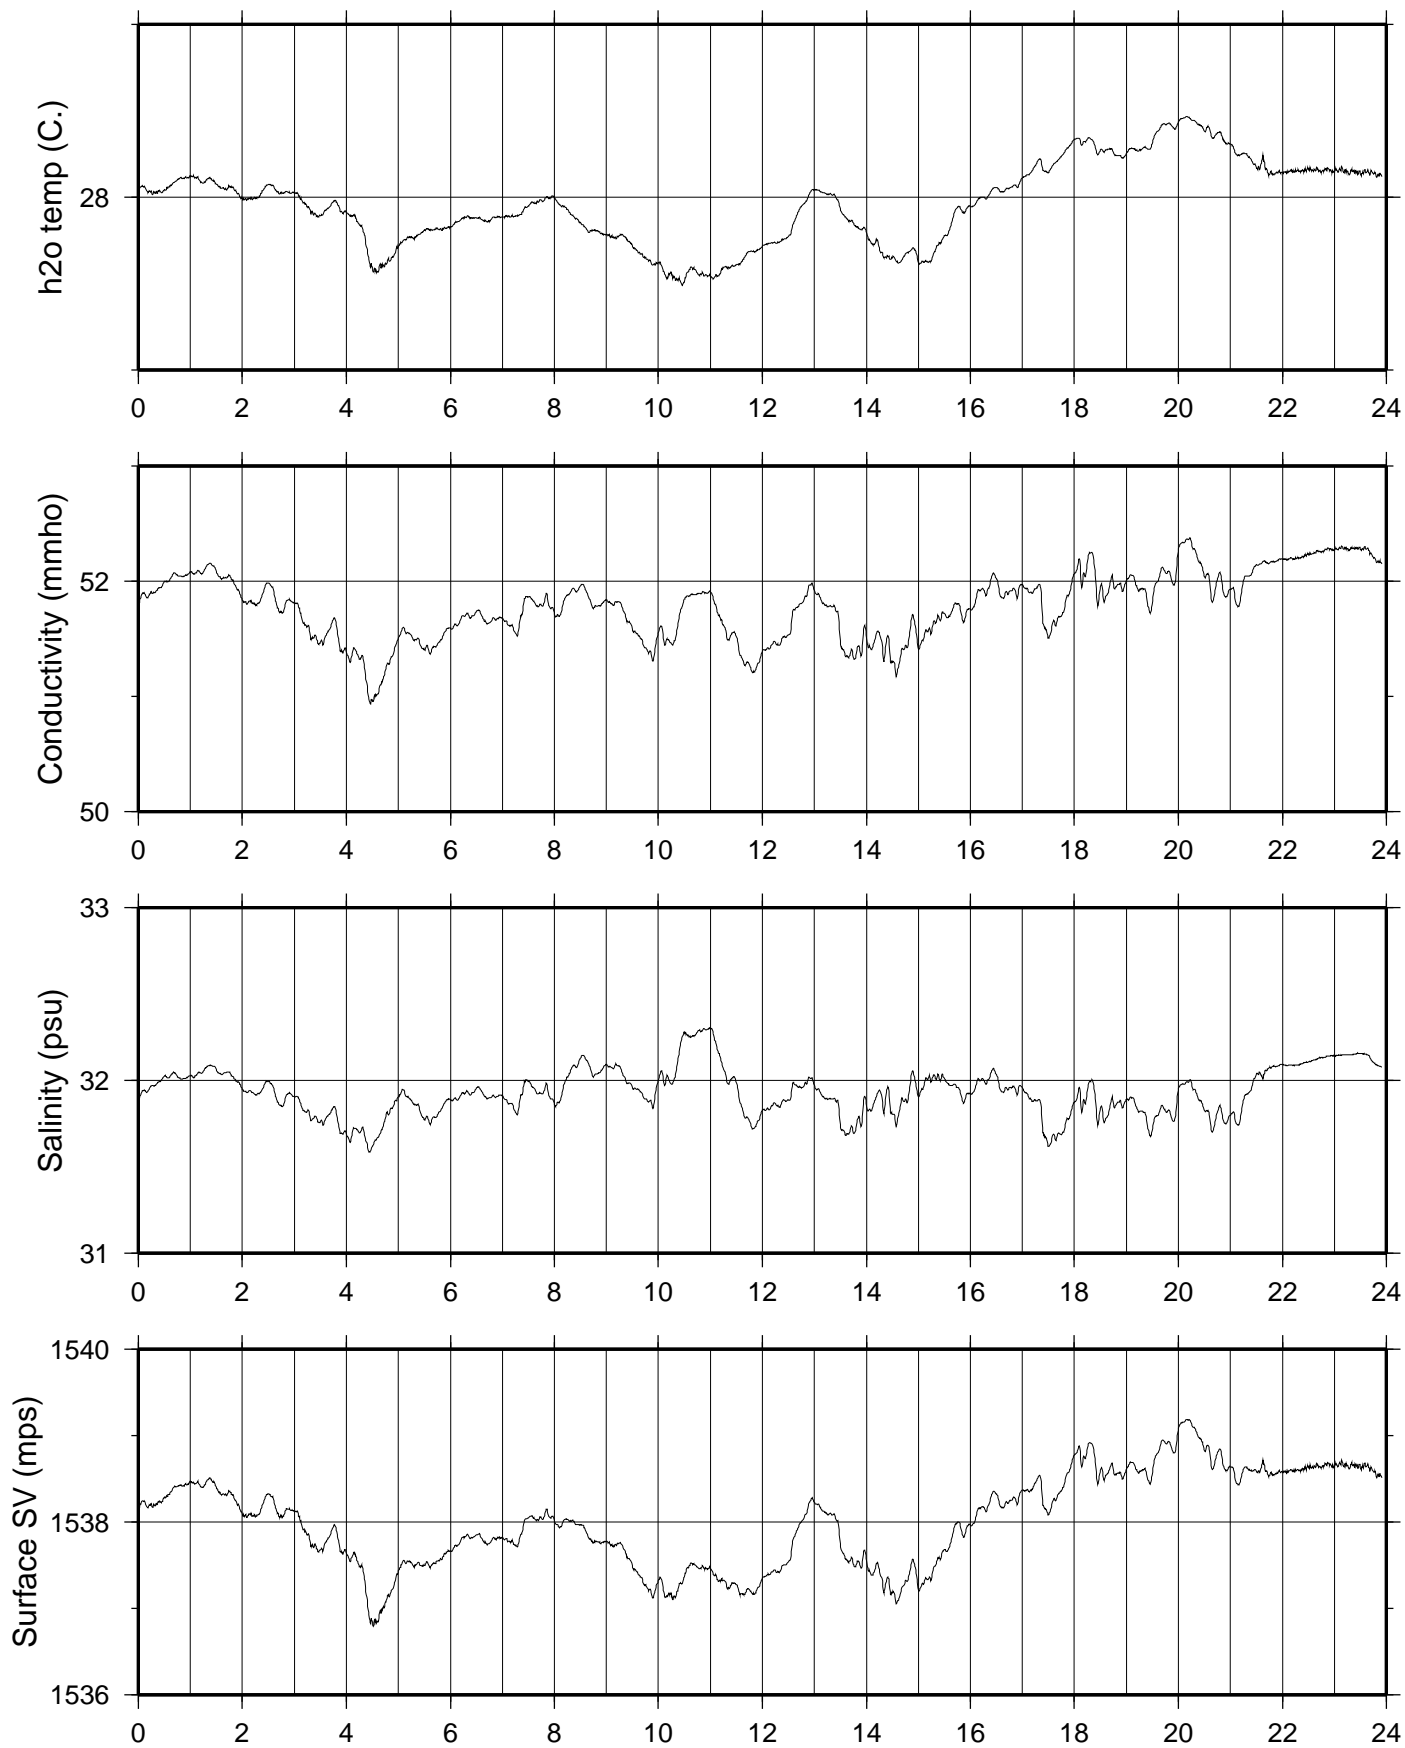 h2o temp (C.)
28
0 2 4 6 8 10 12 14 16 18 20 22 24
Conductivity (mmho)
52
50
0 2 4 6 8 10 12 14 16 18 20 22 24
Salinity (psu)
33
32
31
0 2 4 6 8 10 12 14 16 18 20 22 24
Surface SV (mps)
1540
1538
1536
0 2 4 6 8 10 12 14 16 18 20 22 24